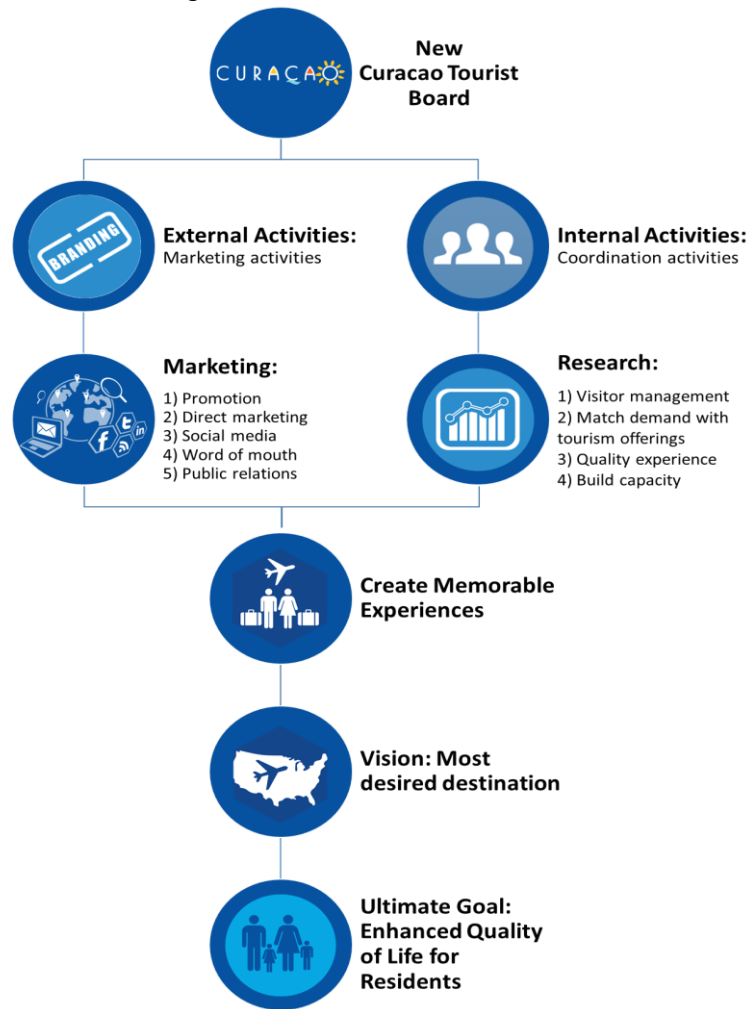 CURAÇAO
New
Curacao Tourist
Board
BRANDING
External Activities:
Marketing activities
Internal Activities:
Coordination activities
Marketing:
1) Promotion
2) Direct marketing
3) Social media
4) Word of mouth
5) Public relations
f
t
in
Research:
1) Visitor management
2) Match demand with
tourism offerings
3) Quality experience
4) Build capacity
Create Memorable
Experiences
Vision: Most
desired destination
Ultimate Goal:
Enhanced Quality
of Life for
Residents